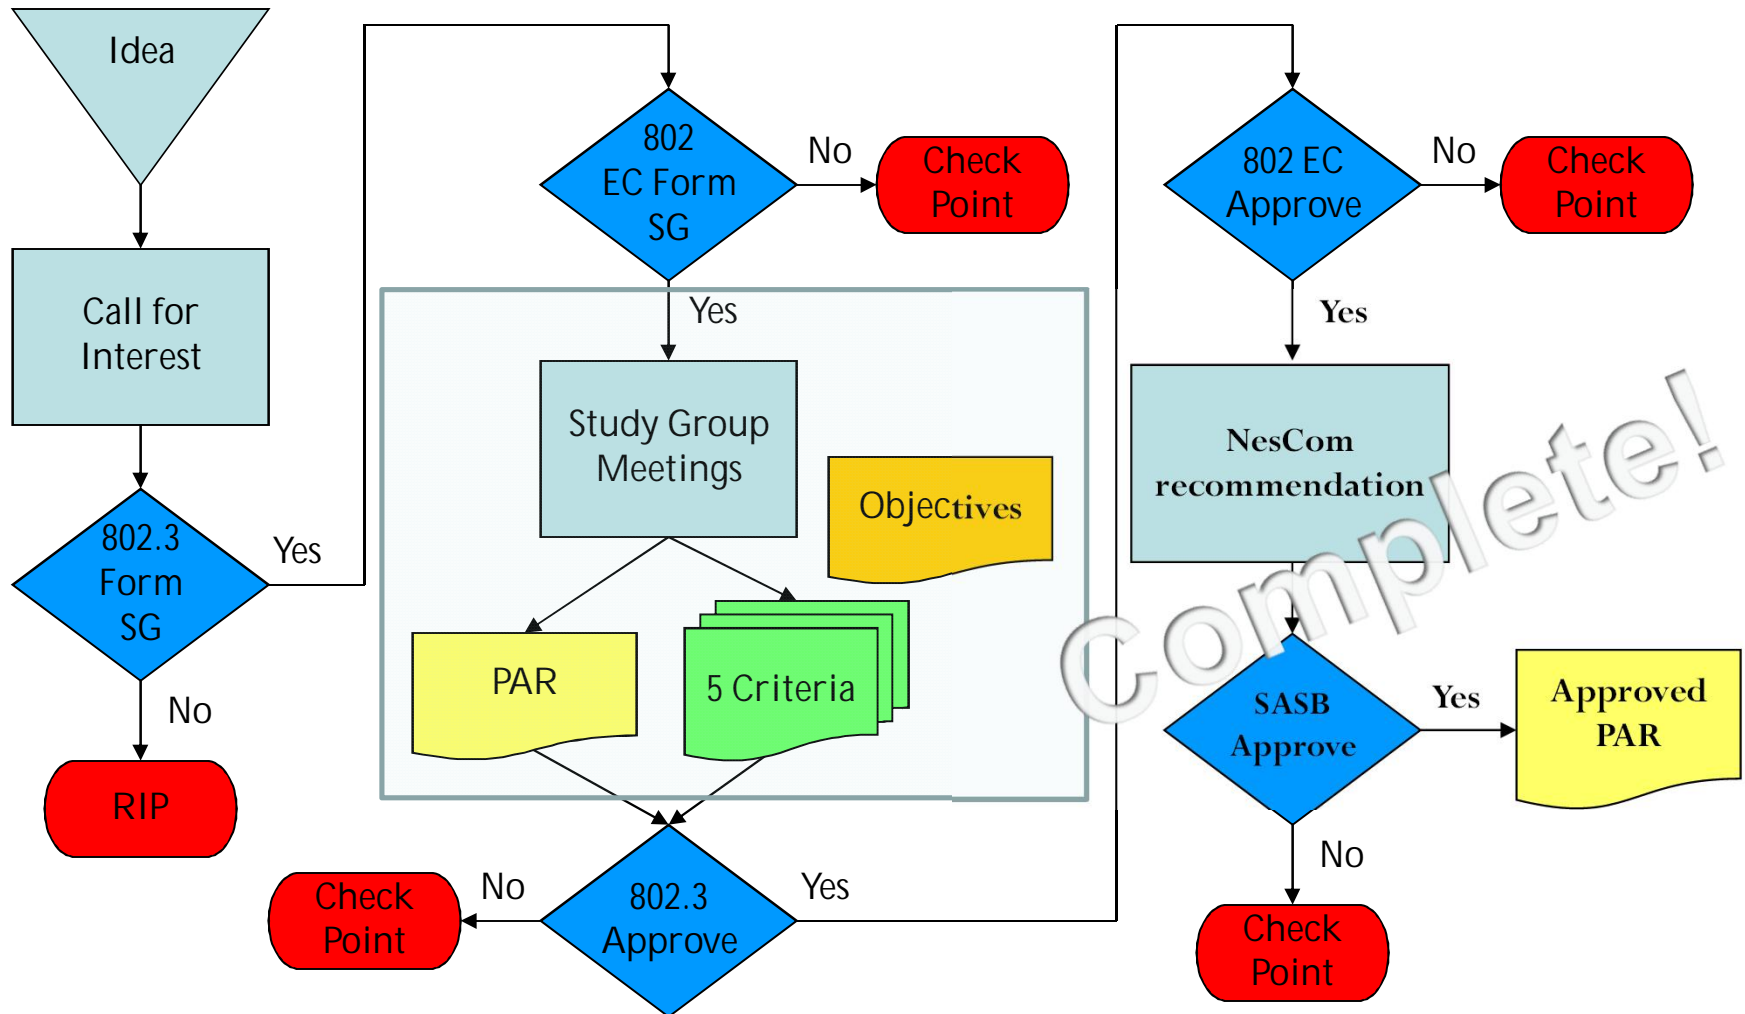 Idea
Call for
Interest
802.3
Form
SG
Yes
No
RIP
802
EC Form
SG
No
Check
Point
Yes
Study Group
Meetings
Objectives
PAR
5 Criteria
802.3
Approve
No
Check
Point
Yes
802 EC
Approve
No
Check
Point
Yes
NesCom
recommendation
Complete!
SASB
Approve
Yes
Approved
PAR
No
Check
Point